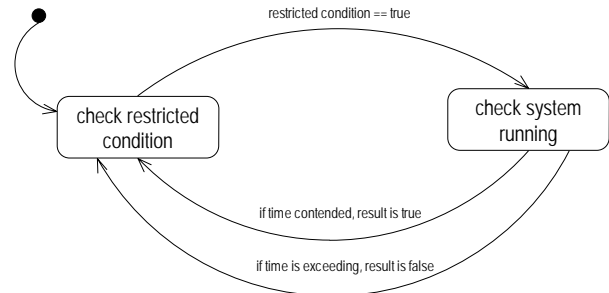 restricted condition == true
check restricted
condition
check system
running
if time contended, result is true
if time is exceeding, result is false